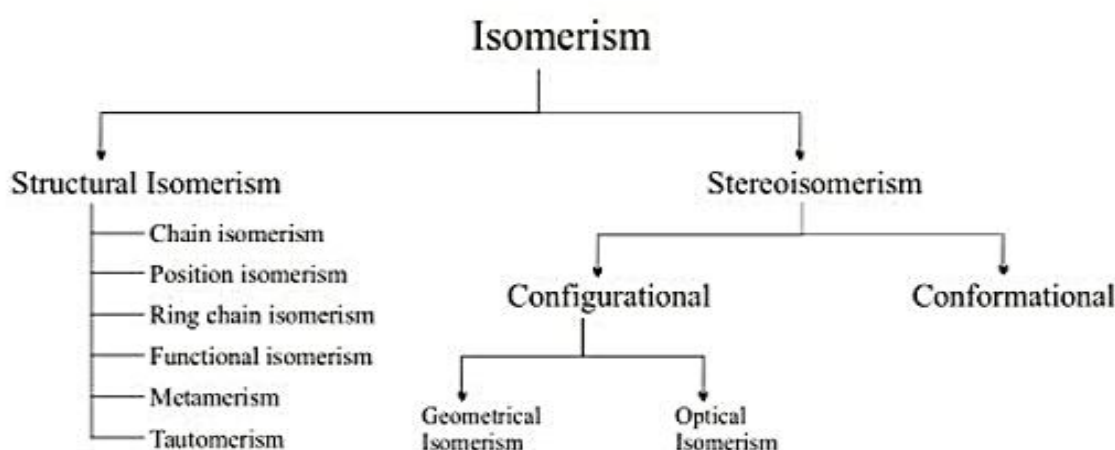 Isomerism
Structural Isomerism
Chain isomerism
Position isomerism
Ring chain isomerism
Functional isomerism
Metamerism
Tautomerism
Stereoisomerism
Configurational
Conformational
Geometrical
Isomerism
Optical
Isomerism